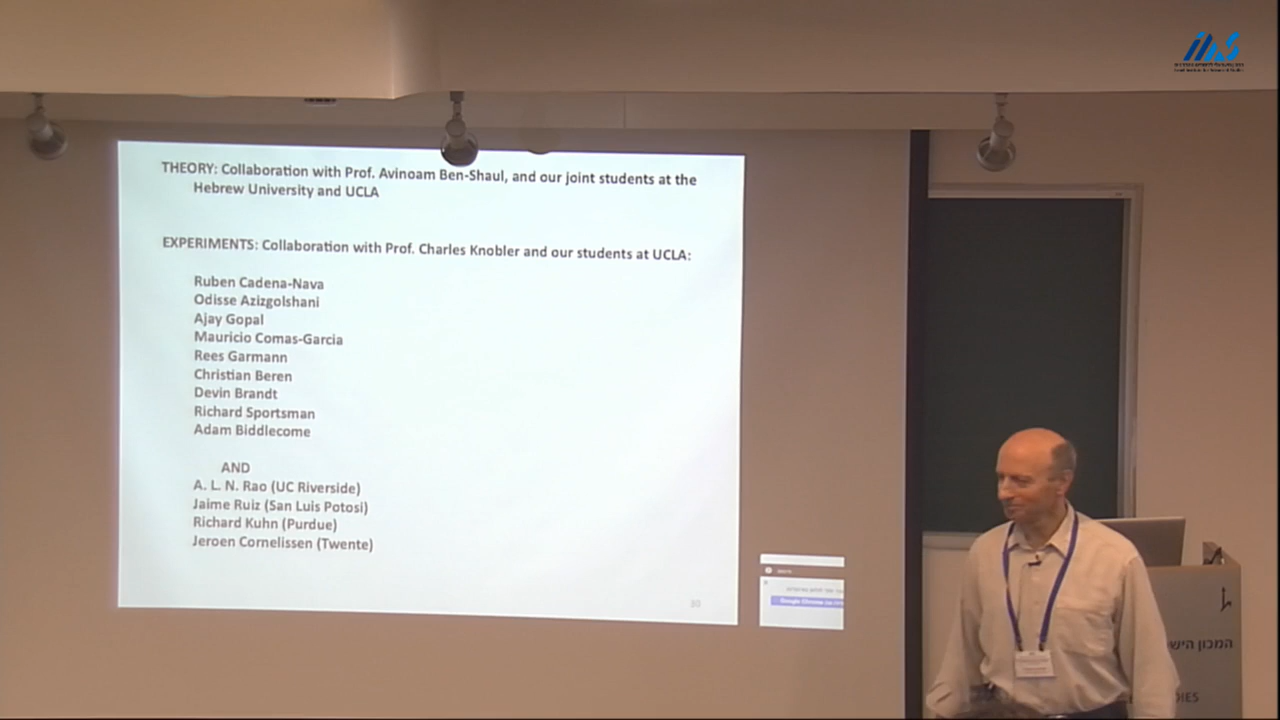 THEORY: Collaboration with Prof. Avinoam Ben-Shaul, and our joint students at the
Hebrew University and UCLA
EXPERIMENTS: Collaboration with Prof. Charles Knobler and our students at UCLA:
Ruben Cadena-Nava
Odisse Azizgolshani
Ajay Gopal
Mauricio Comas-Garcia
Rees Garmann
Christian Beren
Devin Brandt
Richard Sportsman
Adam Biddlecome
AND
A. L. N. Rao (UC Riverside)
Jaime Ruiz (San Luis Potosi)
Richard Kuhn (Purdue)
Jeroen Cornelissen (Twente)
30
Google Chrome
המכון הישר
DIES